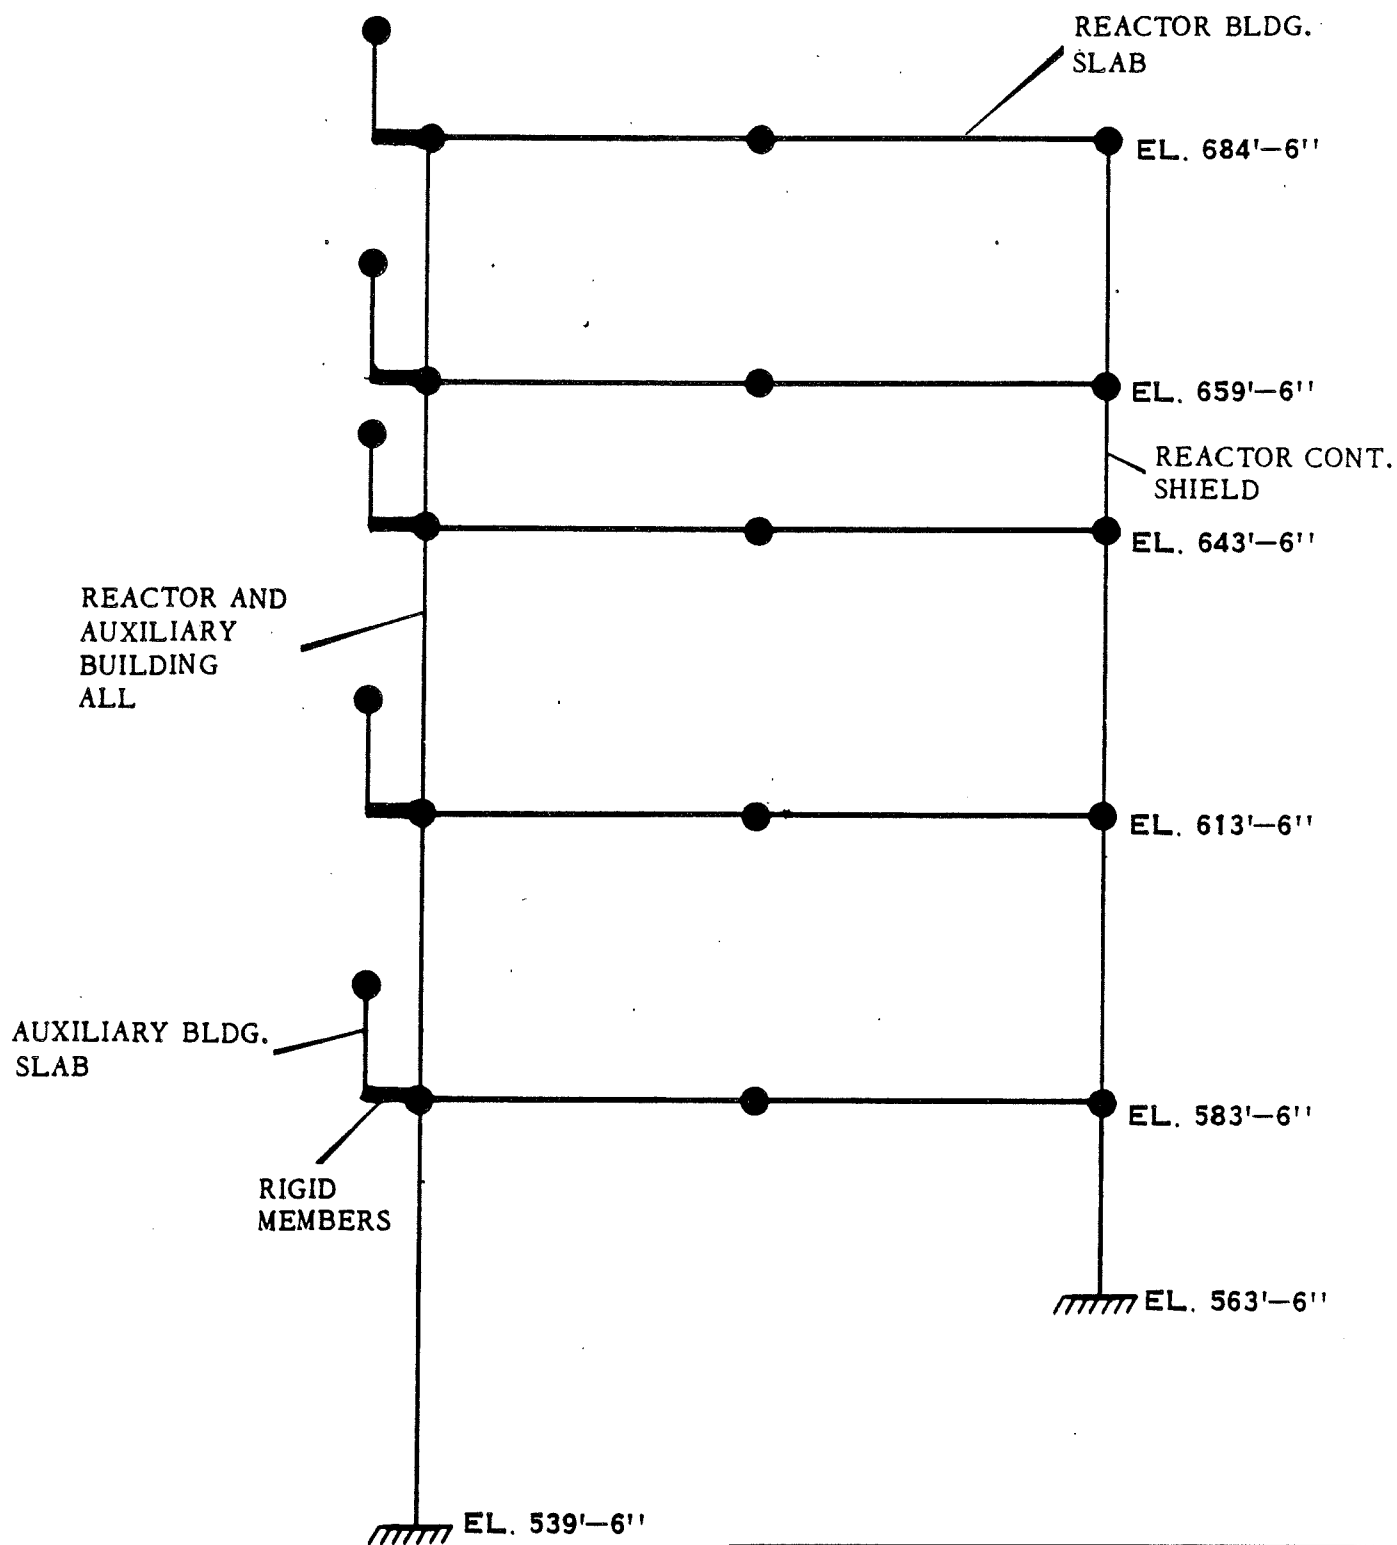 REACTOR BLDG.
SLAB
EL. 684'–6''
EL. 659'–6''
REACTOR CONT.
SHIELD
EL. 643'–6''
REACTOR AND
AUXILIARY
BUILDING
ALL
EL. 613'–6''
AUXILIARY BLDG.
SLAB
EL. 583'–6''
RIGID
MEMBERS
EL. 563'–6''
EL. 539'–6''